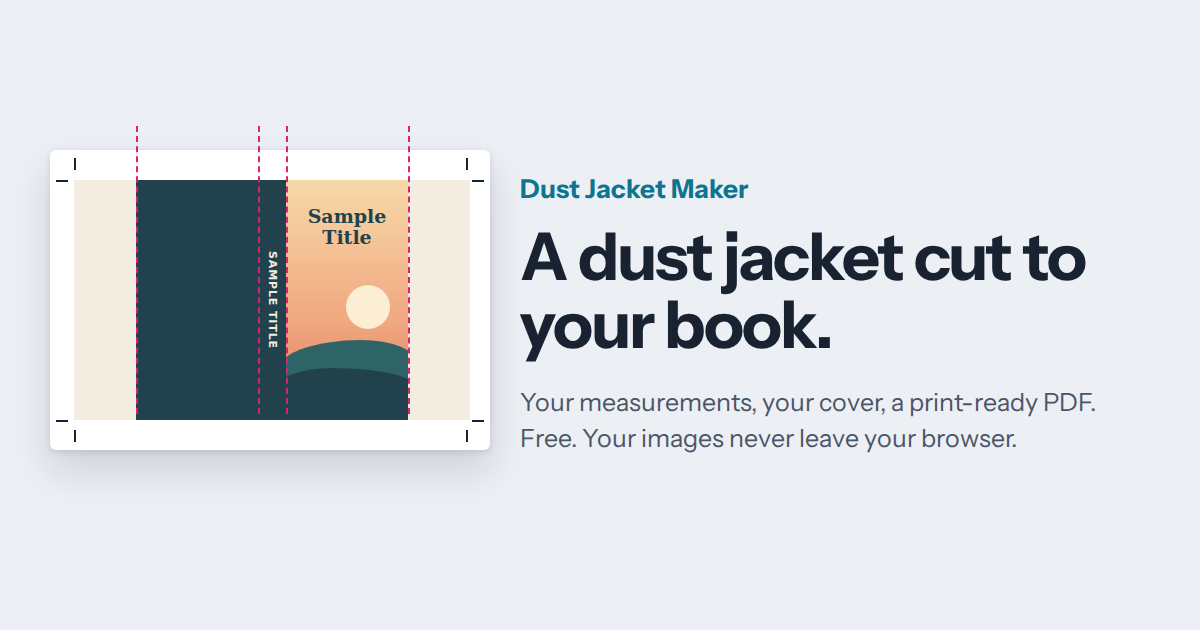 Sample
Title
SAMPLE TITLE
Dust Jacket Maker
A dust jacket cut to
your book.
Your measurements, your cover, a print-ready PDF.
Free. Your images never leave your browser.